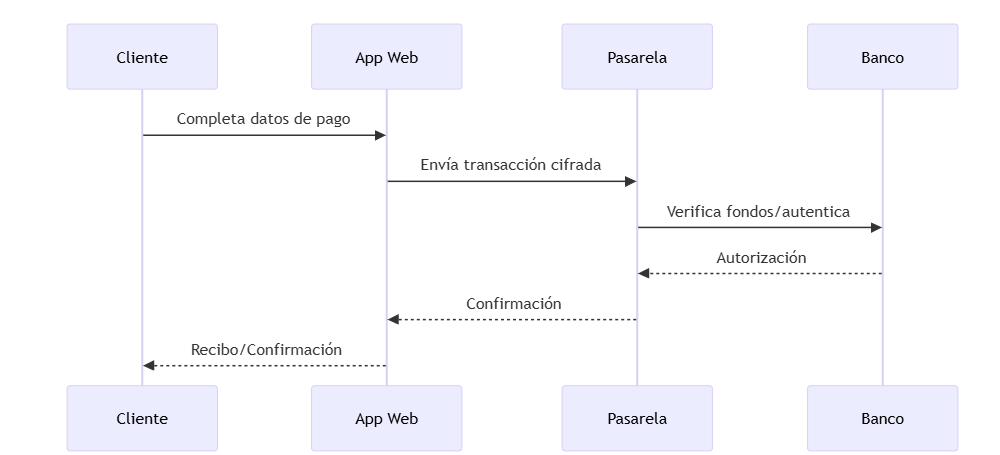 Cliente
App Web
Pasarela
Banco
Completa datos de pago
Envía transacción cifrada
Verifica fondos/autentica
Autorización
Confirmación
Recibo/Confirmación
Cliente
App Web
Pasarela
Banco